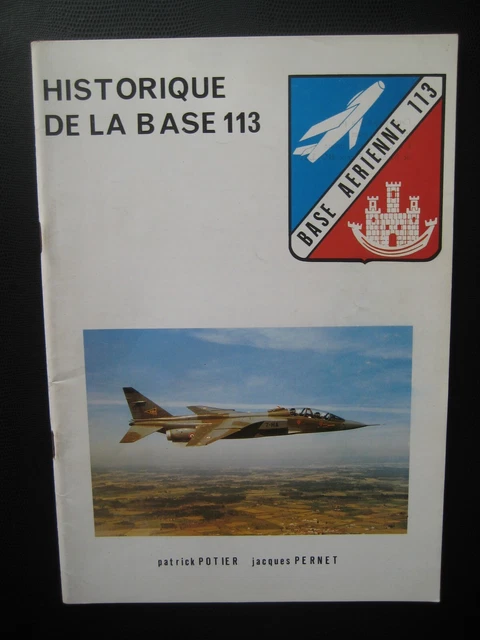 HISTORIQUE
DE LA BASE 113
BASE AERIENNE 113
patrick POTIER jacques PERNET